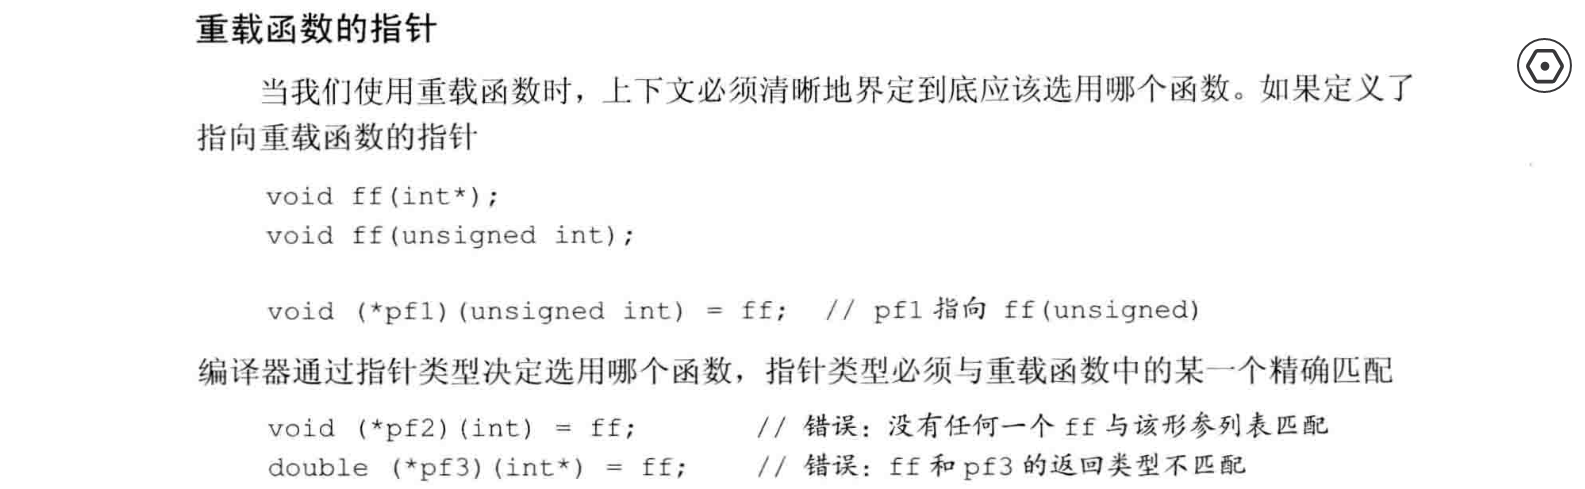 重载函数的指针
当我们使用重载函数时，上下文必须清晰地界定到底应该选用哪个函数。如果定义了
指向重载函数的指针
void ff(int*);
void ff(unsigned int);
void (*pf1)(unsigned int) = ff; // pf1 指向 ff(unsigned)
编译器通过指针类型决定选用哪个函数，指针类型必须与重载函数中的某一个精确匹配
void (*pf2)(int) = ff; // 错误：没有任何一个 ff 与该形参列表匹配
double (*pf3)(int*) = ff; // 错误：ff 和 pf3 的返回类型不匹配